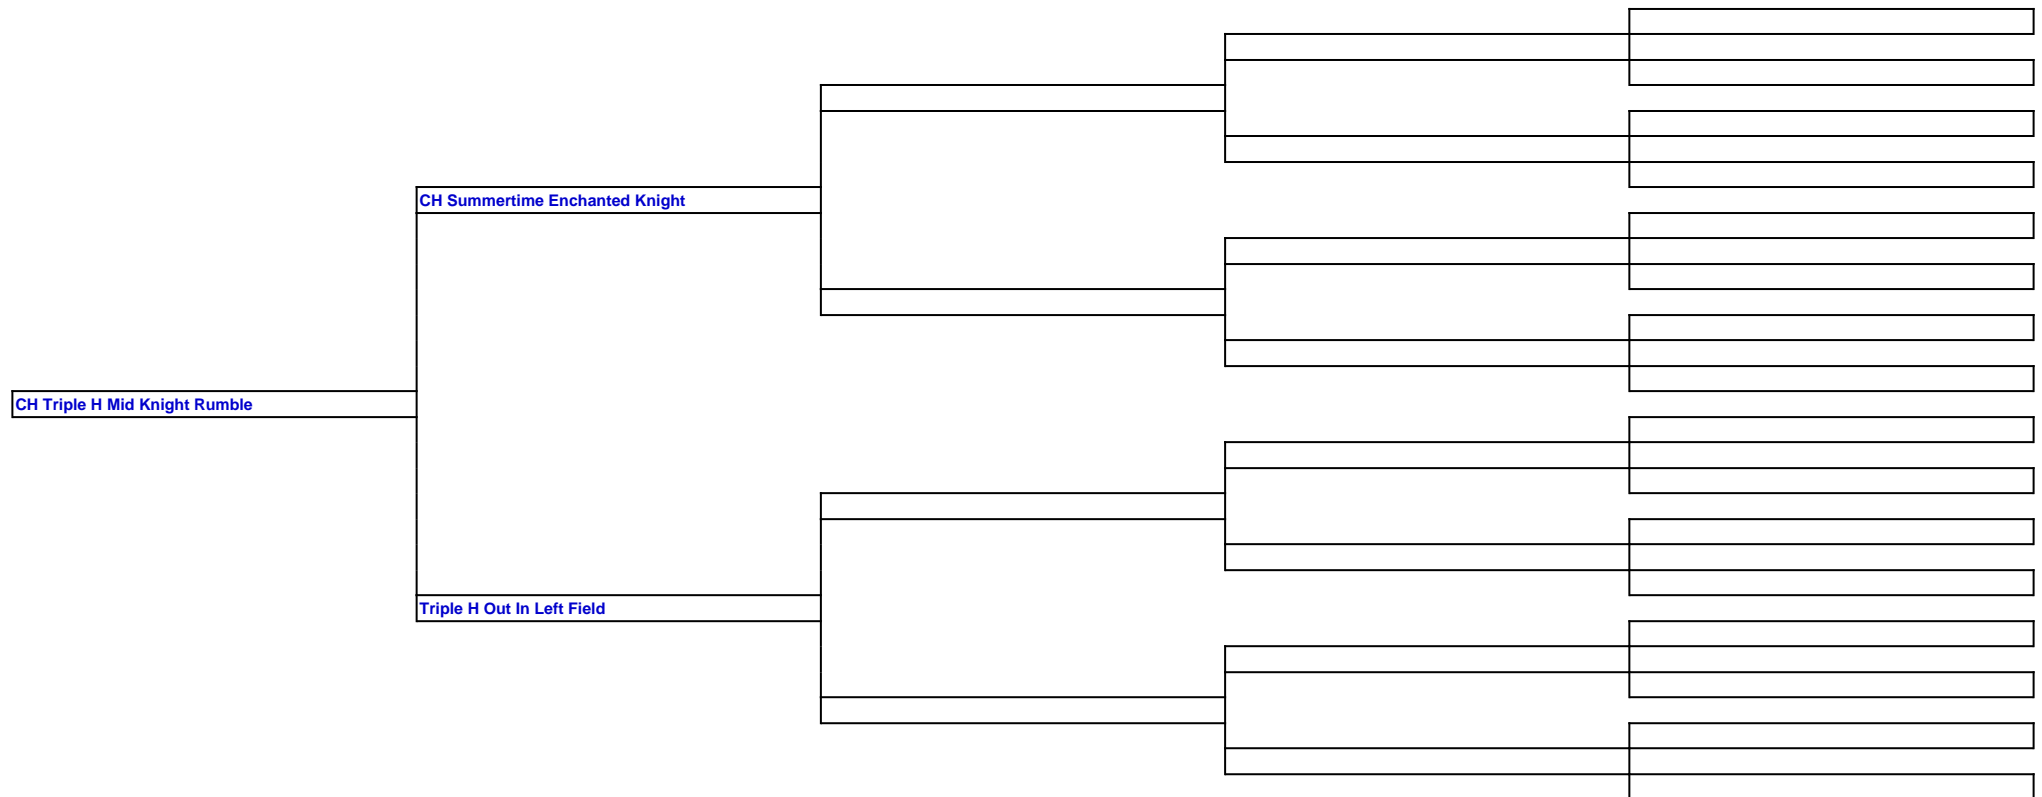 CH Summertime Enchanted Knight
CH Triple H Mid Knight Rumble
Triple H Out In Left Field